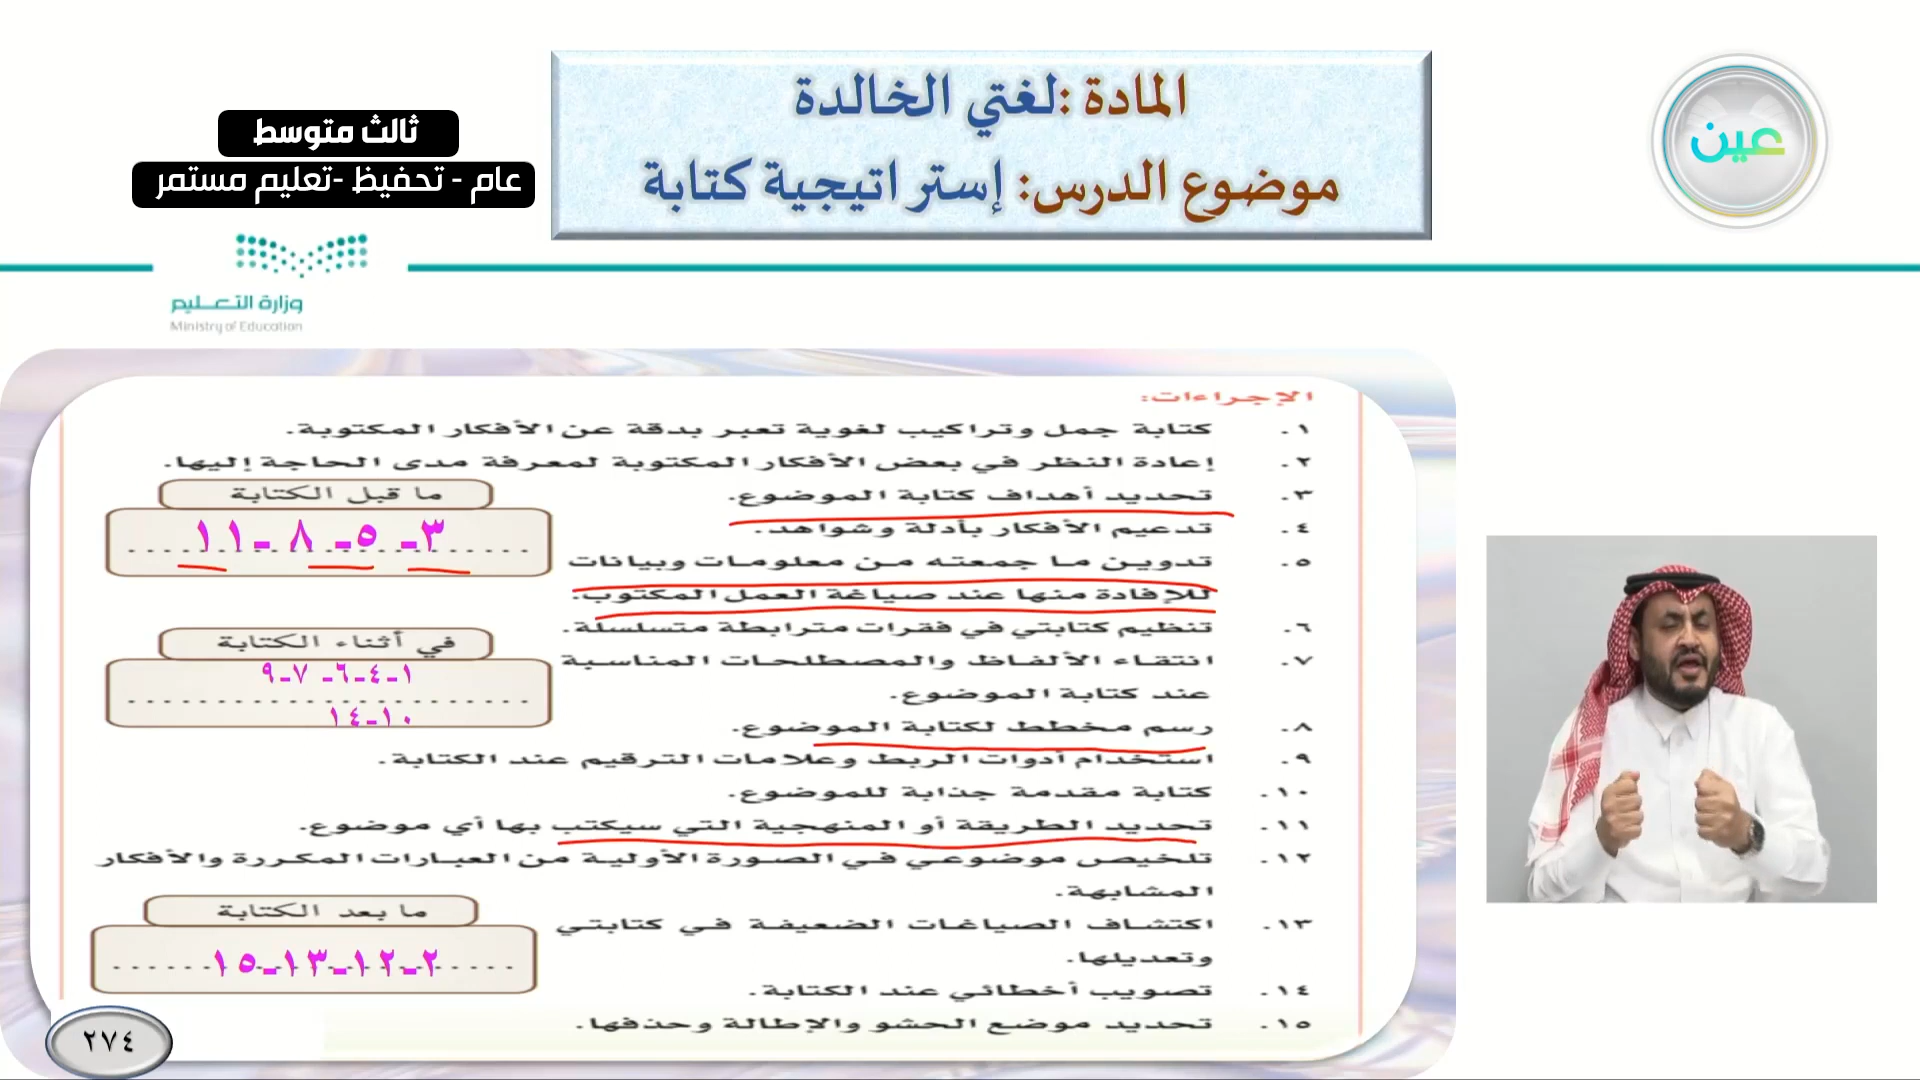 المادة :لغتي الخالدة
موضوع الدرس: إستراتيجية كتابة
عين
ثالث متوسط
عام - تحفيظ -تعليم مستمر
وزارة التعـــليم
Ministry of Education
الإجراءات:
١. كتابة جمل وتراكيب لغوية تعبر بدقة عن الأفكار المكتوبة.
٢. إعادة النظر في بعض الأفكار المكتوبة لمعرفة مدى الحاجة إليها.
٣. تحديد أهداف كتابة الموضوع.
٤. تدعيم الأفكار بأدلة وشواهد.
٥. تدوين ما جمعته من معلومات وبيانات
للإفادة منها عند صياغة العمل المكتوب.
٦. تنظيم كتابتي في فقرات مترابطة متسلسلة.
٧. انتقاء الألفاظ والمصطلحات المناسبة
عند كتابة الموضوع.
٨. رسم مخطط لكتابة الموضوع.
٩. استخدام أدوات الربط وعلامات الترقيم عند الكتابة.
١٠. كتابة مقدمة جذابة للموضوع.
١١. تحديد الطريقة أو المنهجية التي سيكتب بها أي موضوع.
١٢. تلخيص موضوعي في الصورة الأولية من العبارات المكررة والأفكار
المشابهة.
١٣. اكتشاف الصياغات الضعيفة في كتابتي
وتعديلها.
١٤. تصويب أخطائي عند الكتابة.
١٥. تحديد موضع الحشو والإطالة وحذفها.
ما قبل الكتابة
٣- ٥- ٨ -١١
في أثناء الكتابة
١-٤-٦- ٧-٩
١٠-١٤
ما بعد الكتابة
٢-١٢-١٣-١٥
٢٧٤